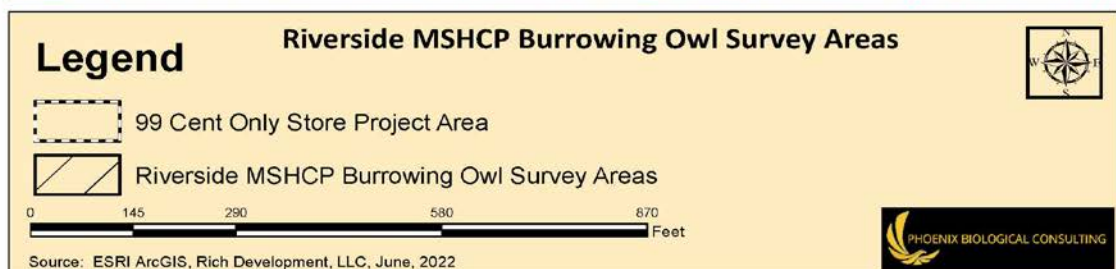 Riverside MSHCP Burrowing Owl Survey Areas
Legend
N
W E
S
99 Cent Only Store Project Area
Riverside MSHCP Burrowing Owl Survey Areas
0 145 290 580 870
Feet
Source: ESRI ArcGIS, Rich Development, LLC, June, 2022
PHOENIX BIOLOGICAL CONSULTING